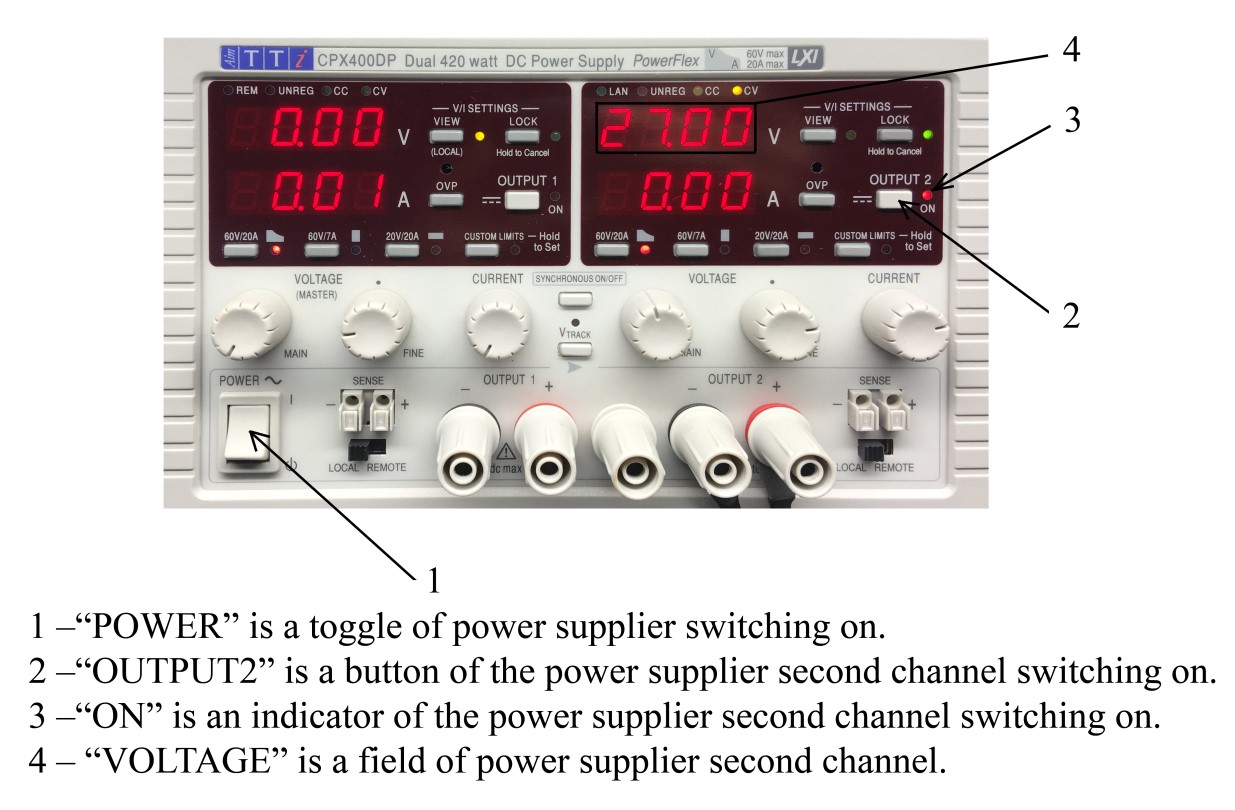 Aim TTi CPX400DP Dual 420 watt DC Power Supply PowerFlex V A 60V max 20A max LXI
4
REM UNREG CC CV
LAN UNREG CC CV
V/I SETTINGS
VIEW LOCK
(LOCAL) Hold to Cancel
0.00 V
V/I SETTINGS
VIEW LOCK
Hold to Cancel
27.00 V
3
0.01 A
OVP
OUTPUT 1
ON
0.00 A
OVP
OUTPUT 2
ON
60V/20A 60V/7A 20V/20A CUSTOM LIMITS — Hold to Set
60V/20A 60V/7A 20V/20A CUSTOM LIMITS — Hold to Set
2
VOLTAGE
(MASTER)
CURRENT
SYNCHRONOUS ON/OFF
VOLTAGE
CURRENT
MAIN
FINE
VTRACK
AIN
NE
POWER
SENSE
OUTPUT 1
OUTPUT 2
SENSE
I
− +
− +
− +
− +
LOCAL REMOTE
dc max
LOCAL REMOTE
1
1 –“POWER” is a toggle of power supplier switching on.
2 –“OUTPUT2” is a button of the power supplier second channel switching on.
3 –“ON” is an indicator of the power supplier second channel switching on.
4 – “VOLTAGE” is a field of power supplier second channel.